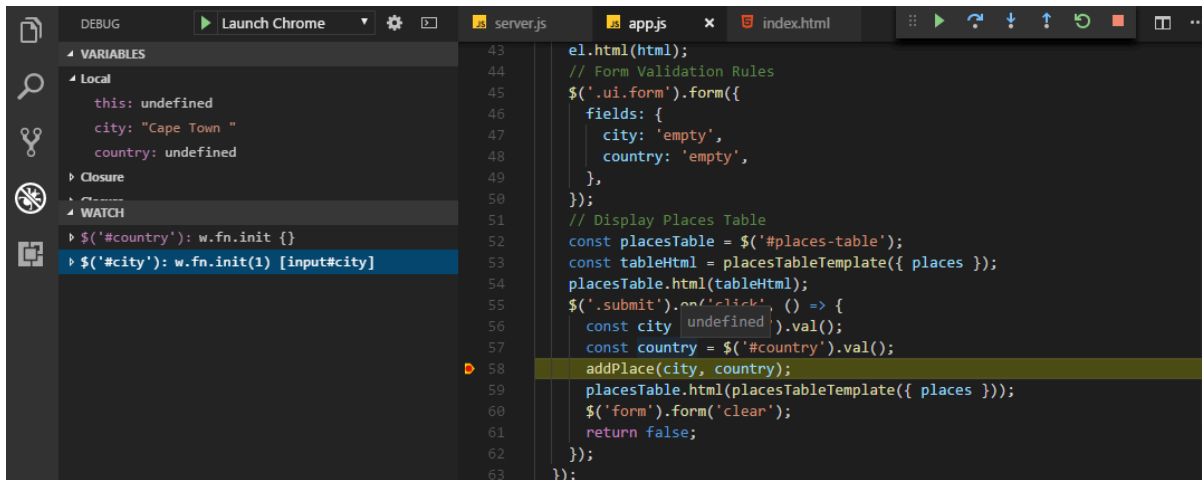 DEBUG
Launch Chrome
VARIABLES
Local
this: undefined
city: "Cape Town "
country: undefined
Closure
WATCH
$('#country'): w.fn.init {}
$('#city'): w.fn.init(1) [input#city]
JS server.js
JS app.js
5 index.html
43 el.html(html);
44 // Form Validation Rules
45 $('.ui.form').form({
46 fields: {
47 city: 'empty',
48 country: 'empty',
49 },
50 });
51 // Display Places Table
52 const placesTable = $('#places-table');
53 const tableHtml = placesTableTemplate({ places });
54 placesTable.html(tableHtml);
55 $('.submit').on('click', () => {
56 const city undefined ').val();
57 const country = $('#country').val();
58 addPlace(city, country);
59 placesTable.html(placesTableTemplate({ places }));
60 $('form').form('clear');
61 return false;
62 });
63 });